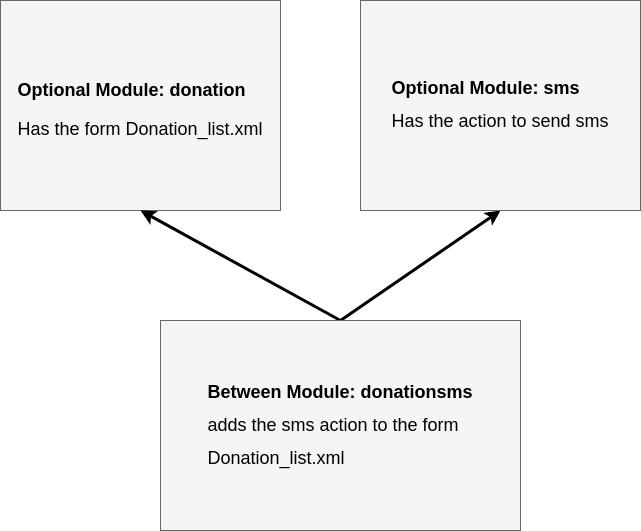 Optional Module: donation
Has the form Donation_list.xml
Optional Module: sms
Has the action to send sms
Between Module: donationsms
adds the sms action to the form
Donation_list.xml